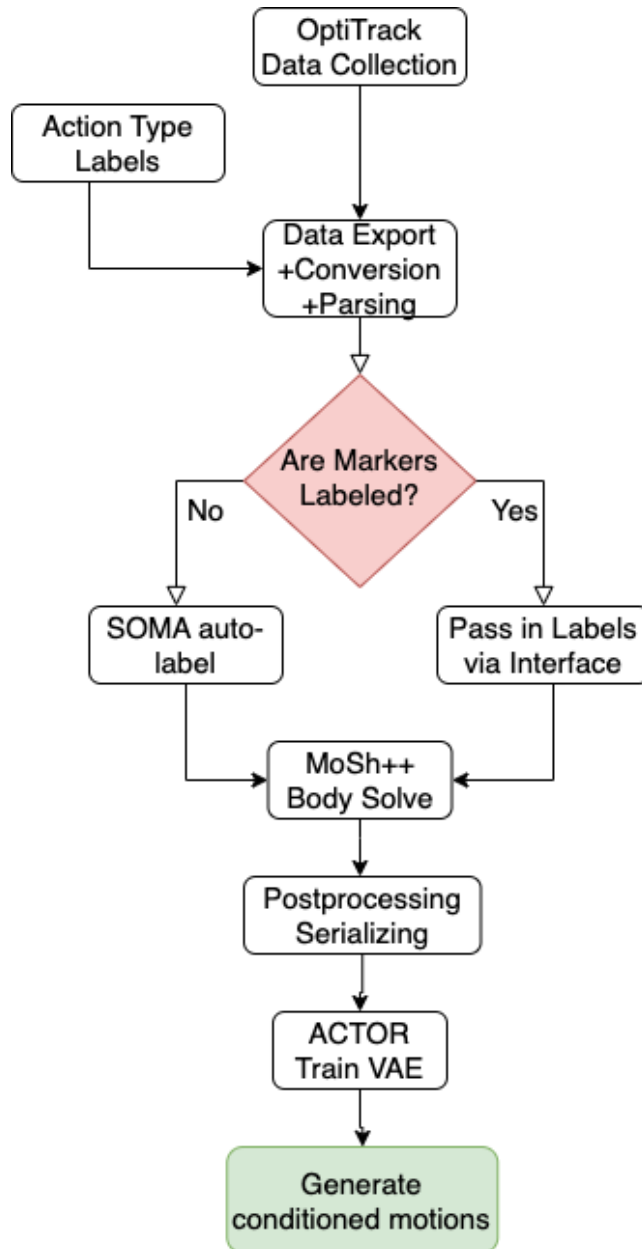 OptiTrack
Data Collection
Action Type
Labels
Data Export
+Conversion
+Parsing
Are Markers
Labeled?
No
Yes
SOMA auto-
label
Pass in Labels
via Interface
MoSh++
Body Solve
Postprocessing
Serializing
ACTOR
Train VAE
Generate
conditioned motions